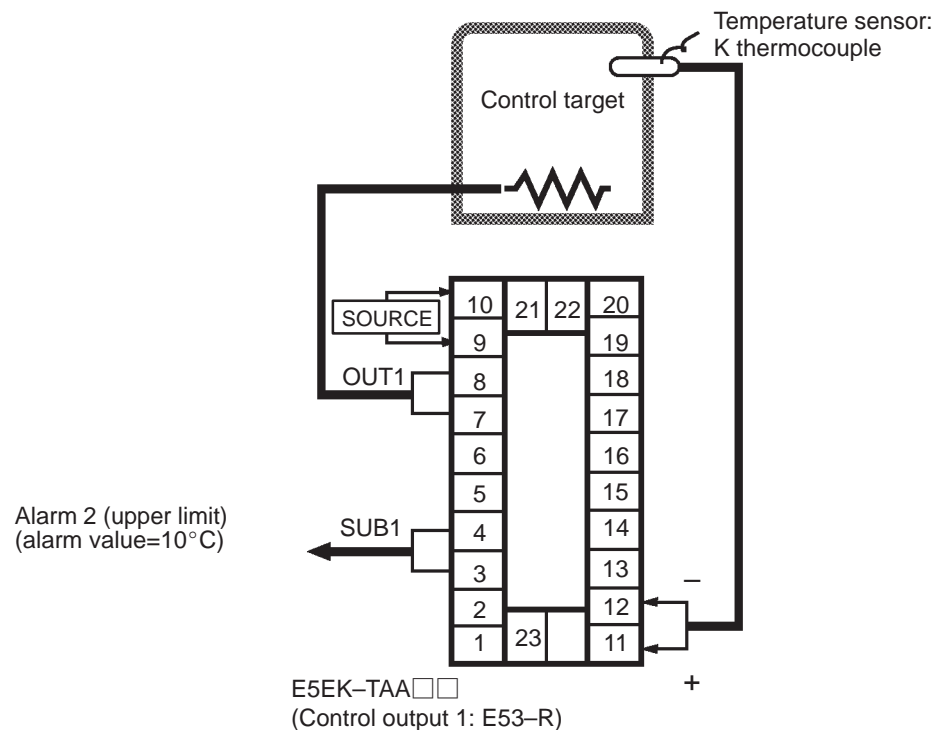 Temperature sensor:
K thermocouple
Control target
10 21 22 20
SOURCE
9 19
OUT1
8 18
7 17
6 16
5 15
Alarm 2 (upper limit)
(alarm value=10°C)
SUB1
4 14
3 13
–
2 12
1 23 11
+
E5EK–TAA□□
(Control output 1: E53–R)